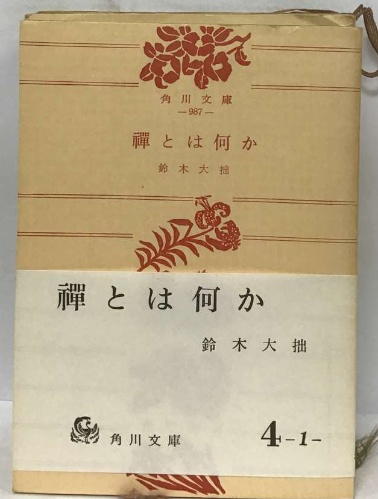 角川文庫
—987—
禪とは何か
鈴木大拙
禪とは何か
鈴木大拙
角川文庫
4-1-